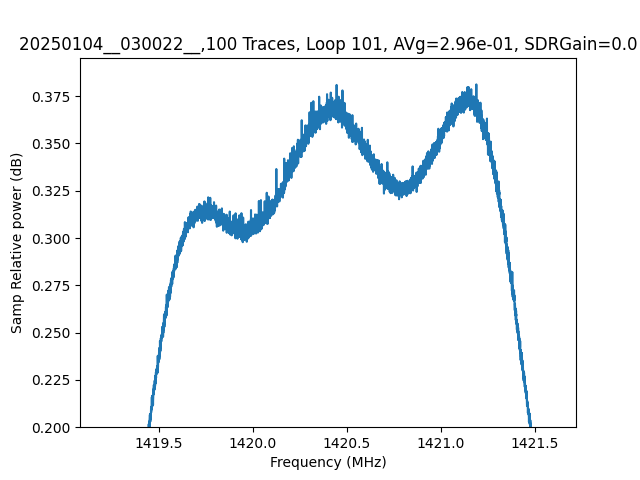 20250104__030022__,100 Traces, Loop 101, AVg=2.96e-01, SDRGain=0.0
Samp Relative power (dB)
0.375
0.350
0.325
0.300
0.275
0.250
0.225
0.200
1419.5 1420.0 1420.5 1421.0 1421.5
Frequency (MHz)